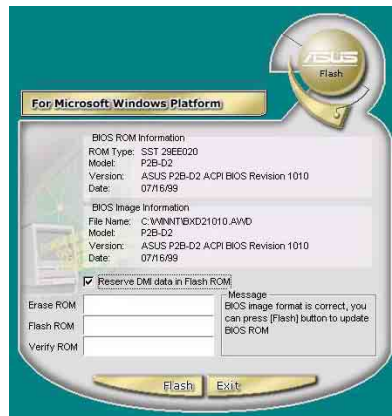 ASUS
Flash
For Microsoft Windows Platform
BIOS ROM Information
ROM Type: SST 29EE020
Model: P2B-D2
Version: ASUS P2B-D2 ACPI BIOS Revision 1010
Date: 07/16/99
BIOS Image Information
File Name: C:\WINNT\BXD21010.AWD
Model: P2B-D2
Version: ASUS P2B-D2 ACPI BIOS Revision 1010
Date: 07/16/99
Reserve DMI data in Flash ROM
Erase ROM
Flash ROM
Verify ROM
Message
BIOS image format is correct, you
can press [Flash] button to update
BIOS ROM
Flash Exit